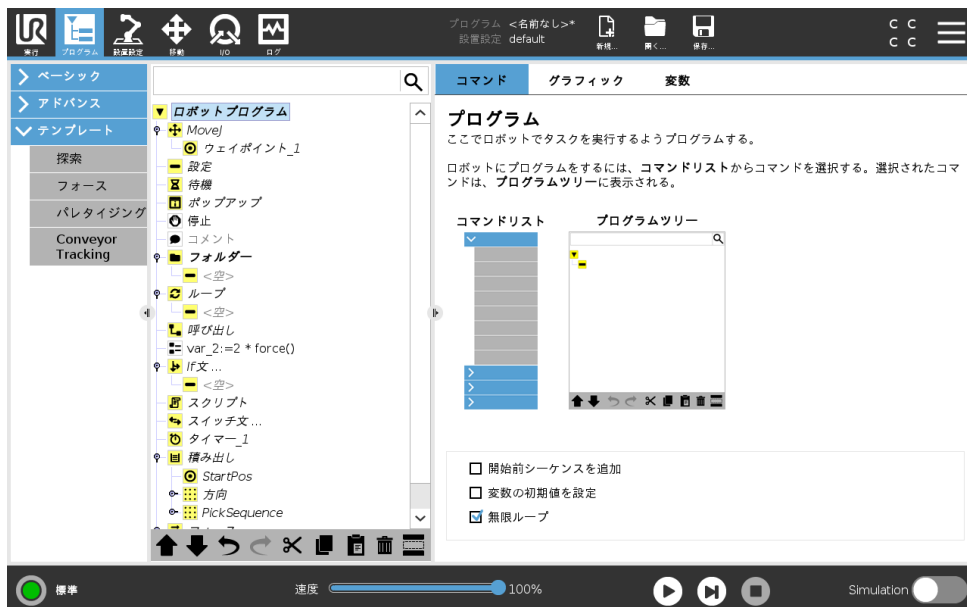 UR
実行
プログラム
設置設定
移動
I/O
ログ
プログラム <名前なし>*
設置設定 default
新規...
開く...
保存...
C C
C C
ベーシック
アドバンス
テンプレート
探索
フォース
パレタイジング
Conveyor
Tracking
ロボットプログラム
MoveJ
ウェイポイント_1
設定
待機
ポップアップ
停止
コメント
フォルダー
<空>
ループ
<空>
呼び出し
var_2:=2 * force()
If文 ...
<空>
スクリプト
スイッチ文 ...
タイマー_1
積み出し
StartPos
方向
PickSequence
コマンド グラフィック 変数
プログラム
ここでロボットでタスクを実行するようプログラムする。
ロボットにプログラムをするには、コマンドリストからコマンドを選択する。選択されたコマ
ンドは、プログラムツリーに表示される。
コマンドリスト プログラムツリー
開始前シーケンスを追加
変数の初期値を設定
無限ループ
標準
速度 100%
Simulation